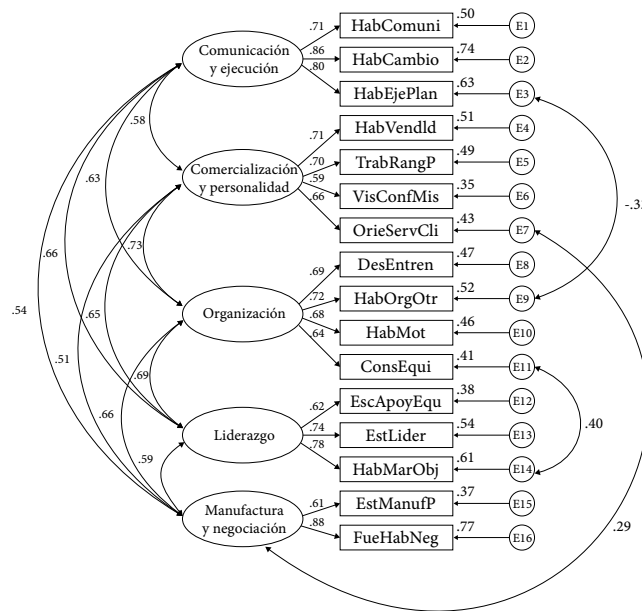 .50
.71
HabComuni
E1
Comunicación
y ejecución
.86
.74
HabCambio
E2
.80
.63
HabEjePlan
E3
.58
.51
.71
HabVendId
E4
.49
.70
TrabRangP
E5
Comercialización
y personalidad
.59
.35
VisConfMis
E6
.63
.66
.43
OrieServCli
E7
.73
.47
.69
DesEntren
E8
.66
.52
.72
HabOrgOtr
E9
Organización
.54
.65
.68
.46
HabMot
E10
.64
.41
.51
ConsEqui
E11
.69
.38
.62
EscApoyEqu
E12
.66
.40
.74
.54
Liderazgo
EstLider
E13
.59
.78
.61
HabMarObj
E14
.37
.61
EstManufP
E15
Manufactura
y negociación
.88
.77
FueHabNeg
E16
.29